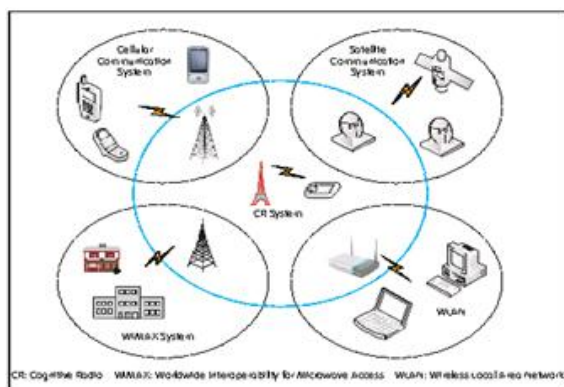 Cellular
Communication
System
Satellite
Communication
System
CR System
WiMAX System
WLAN
CR: Cognitive Radio WiMAX: Worldwide Interoperability for Microwave Access WLAN: Wireless Local Area Network